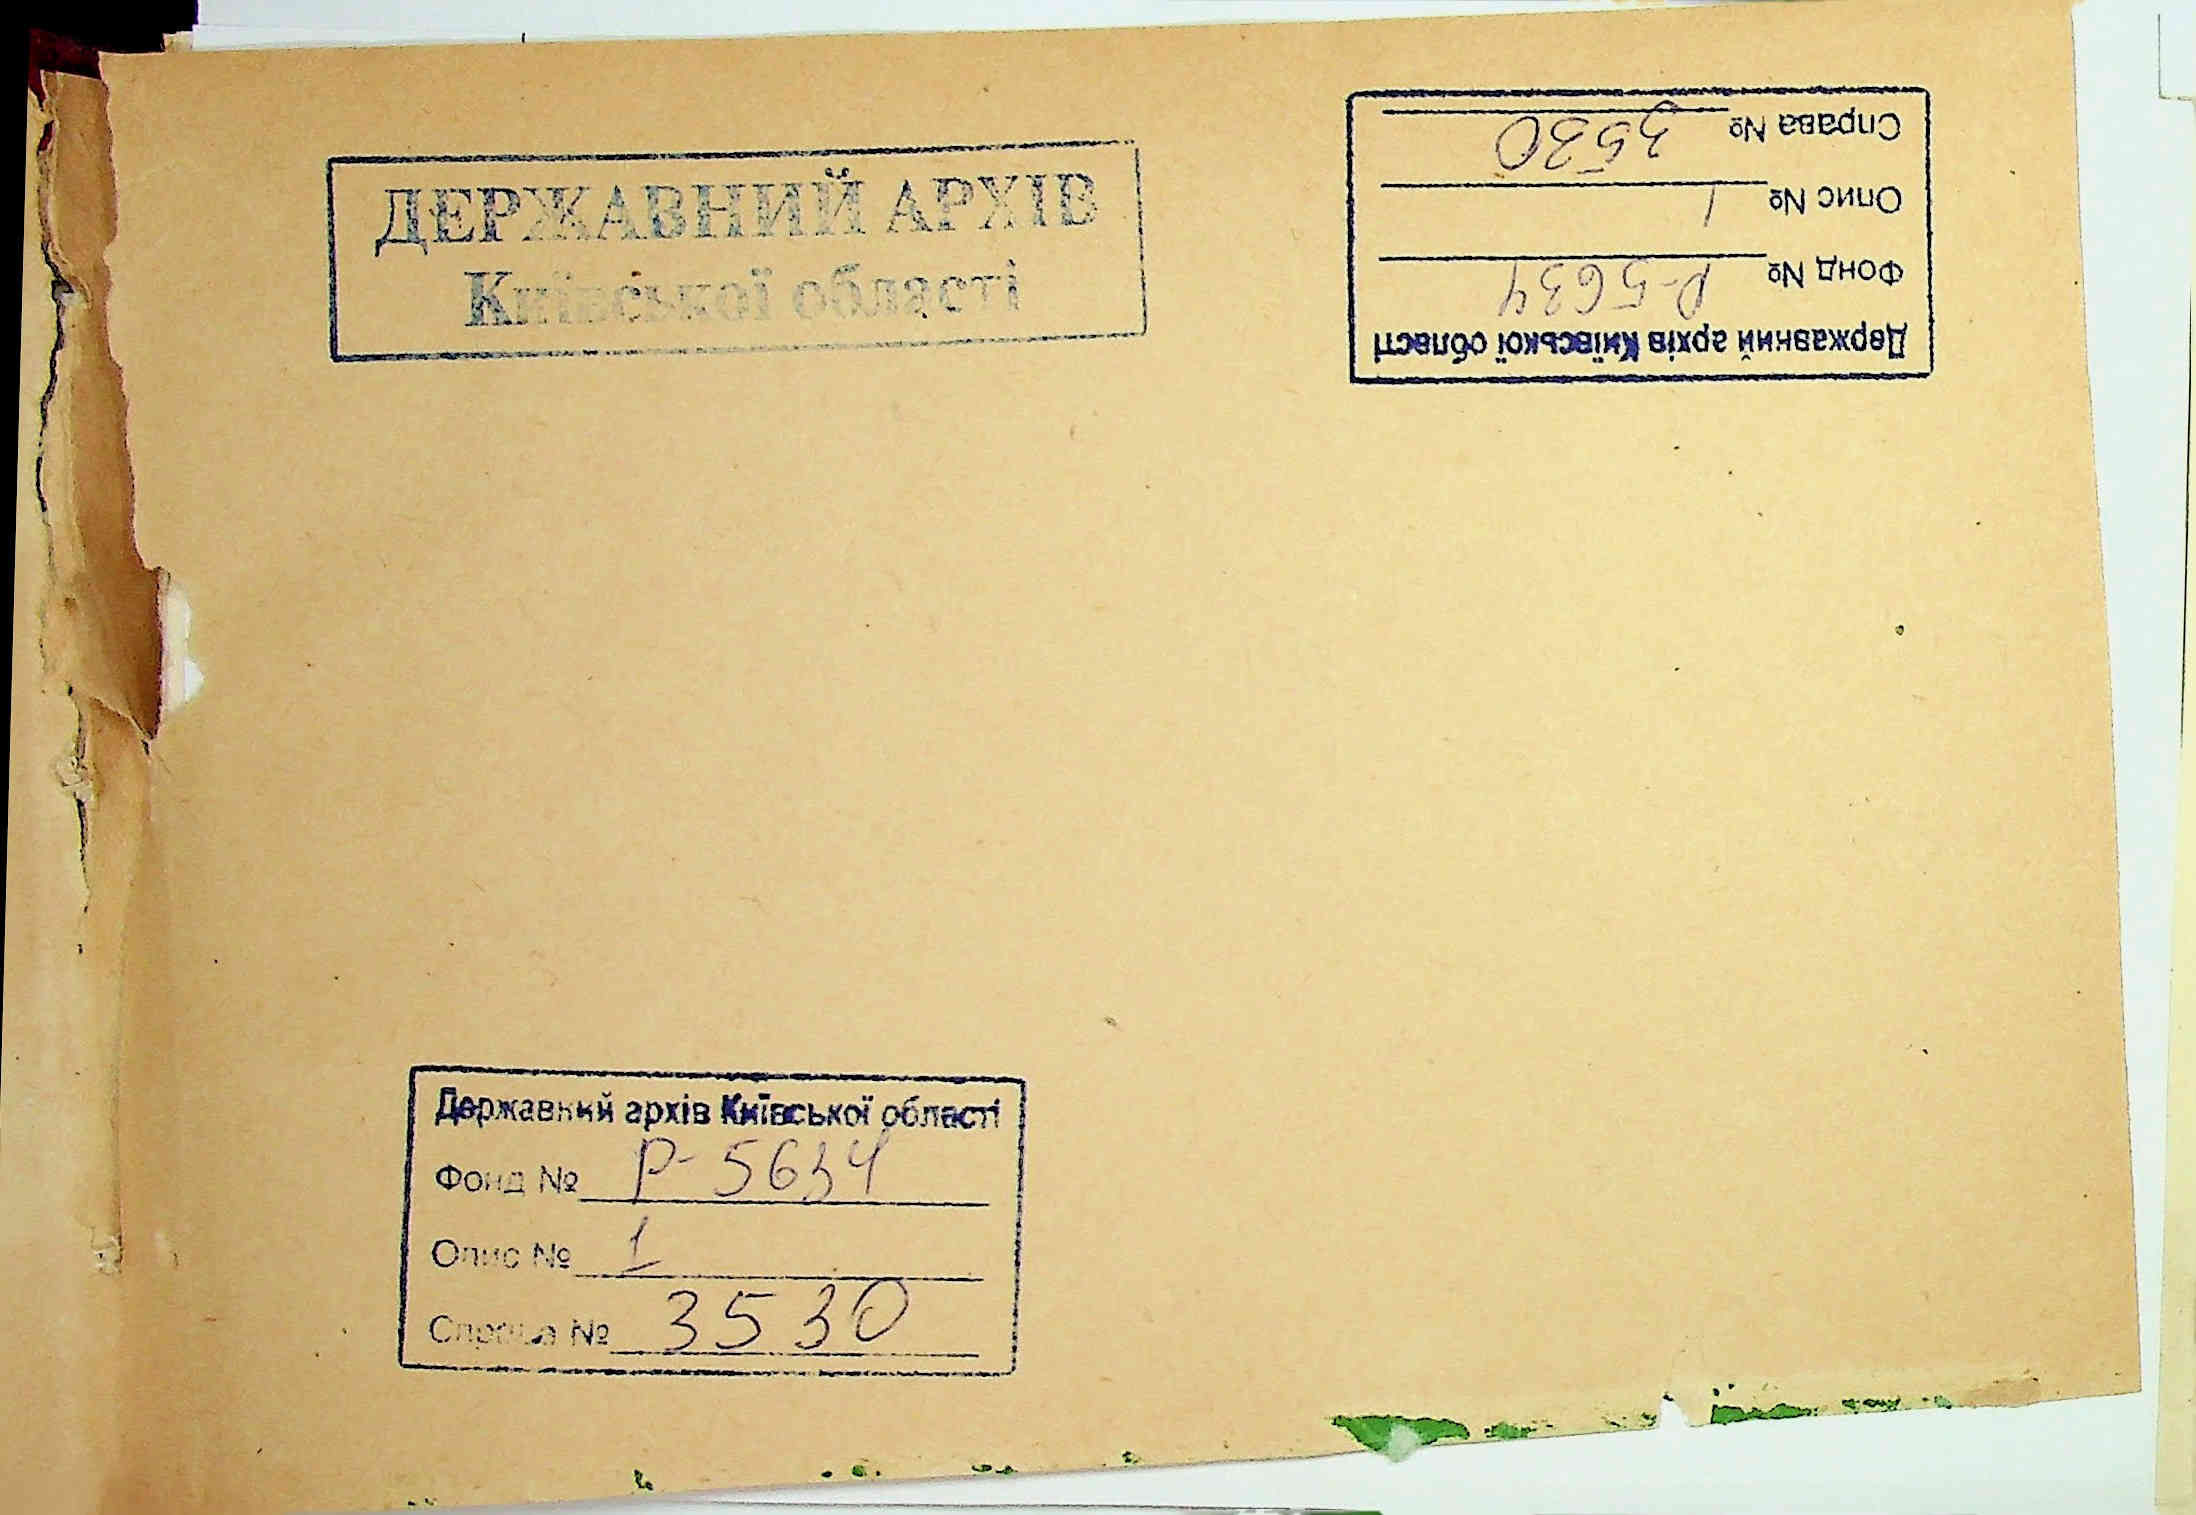 ДЕРЖАВНИЙ АРХІВ
Київської області
Державний архів Київської області
Фонд № Р-5634
Опис № 1
Справа № 3530
Державний архів Київської області
Фонд № Р-5634
Опис № 1
Справа № 3530